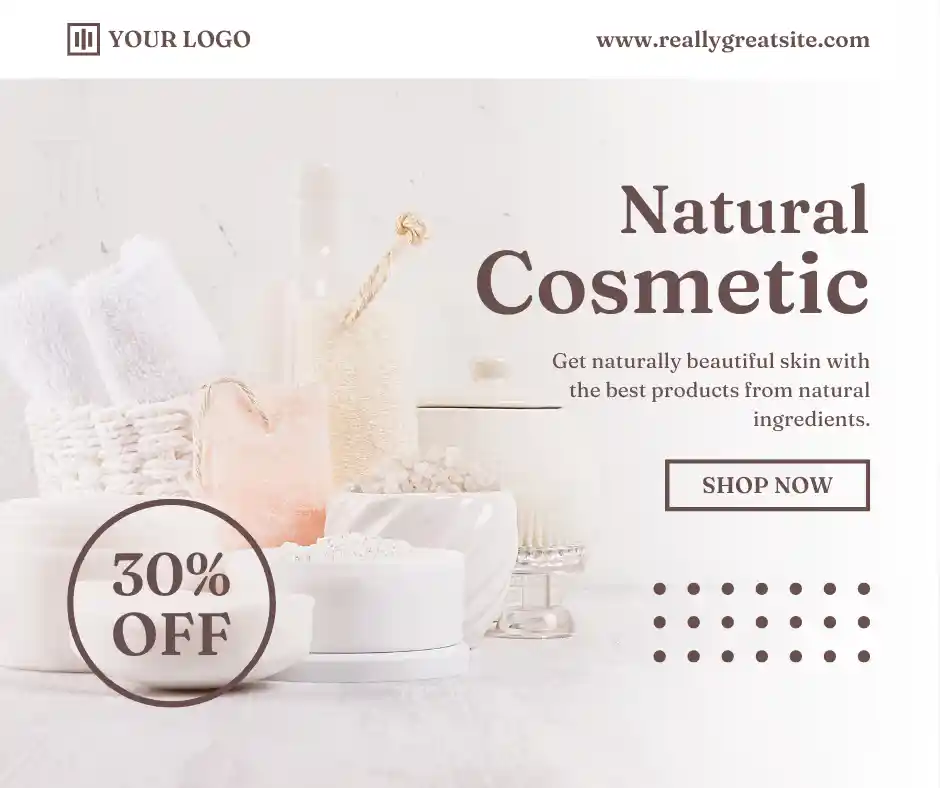 YOUR LOGO
www.reallygreatsite.com
Natural
Cosmetic
Get naturally beautiful skin with
the best products from natural
ingredients.
SHOP NOW
30%
OFF